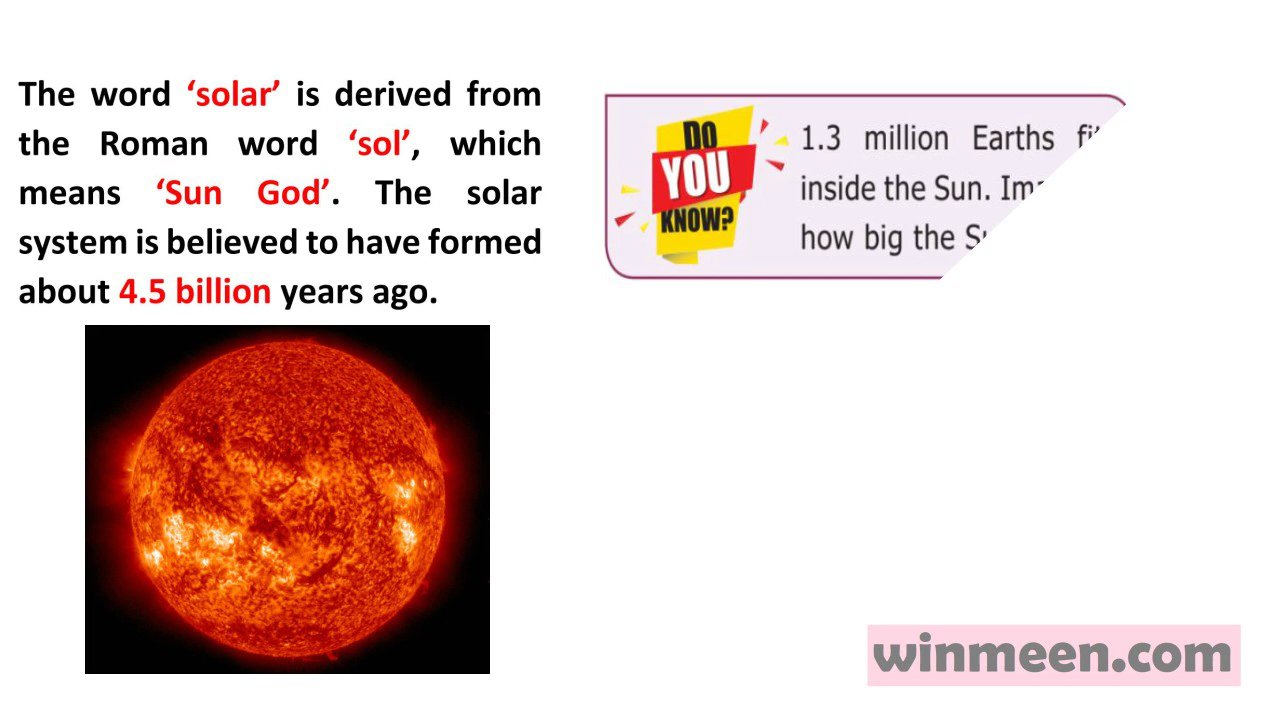 The word ‘solar’ is derived from
the Roman word ‘sol’, which
means ‘Sun God’. The solar
system is believed to have formed
about 4.5 billion years ago.
DO
YOU
KNOW?
1.3 million Earths
inside the Sun.
how big the
winmeen.com